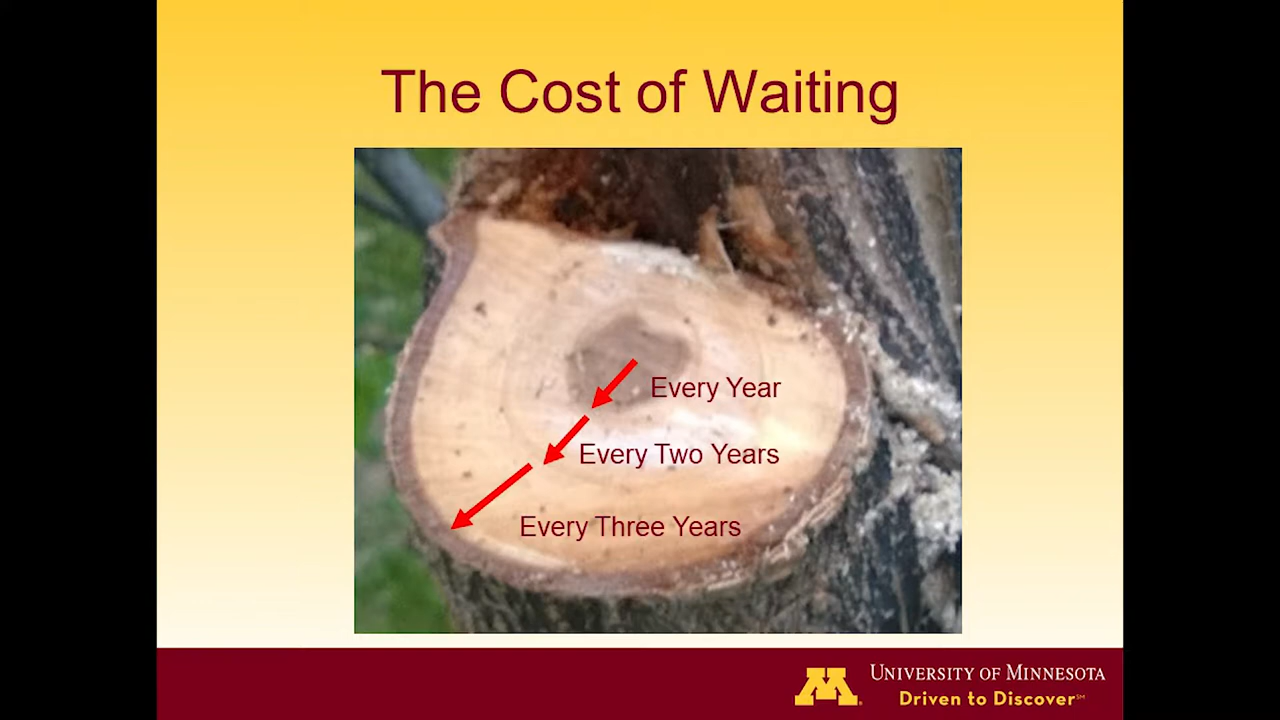 The Cost of Waiting
Every Year
Every Two Years
Every Three Years
M
UNIVERSITY OF MINNESOTA
Driven to Discover℠